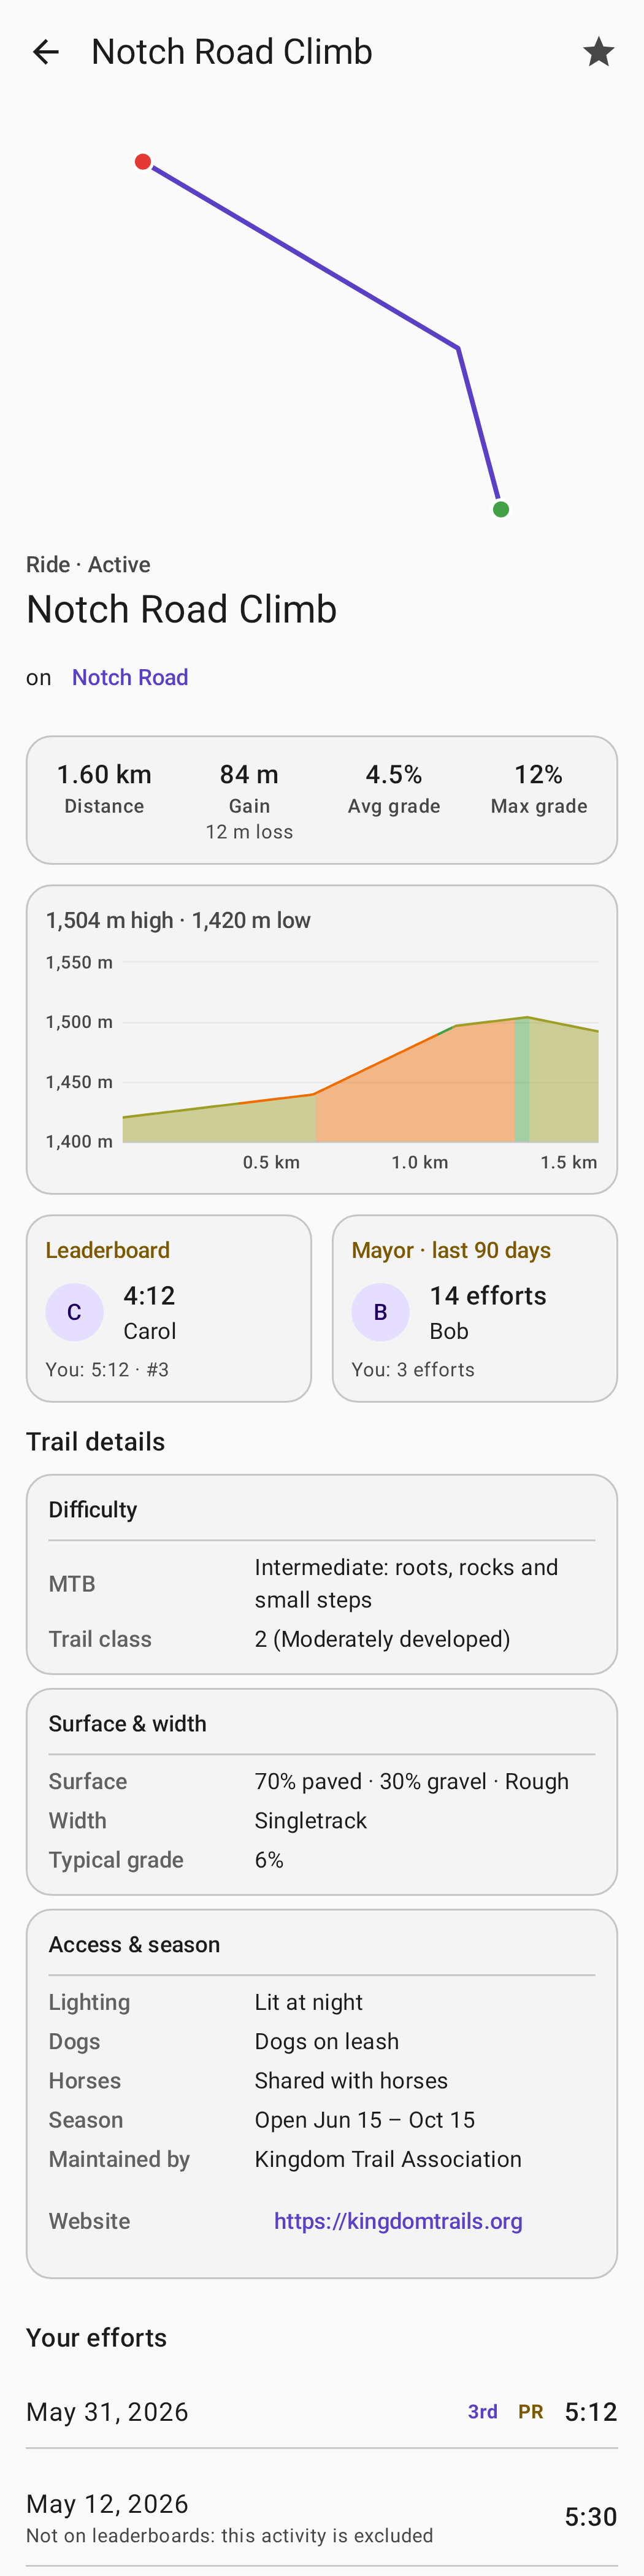 Notch Road Climb
Ride · Active
Notch Road Climb
on Notch Road
1.60 km 84 m 4.5% 12%
Distance Gain Avg grade Max grade
12 m loss
1,504 m high · 1,420 m low
1,550 m
1,500 m
1,450 m
1,400 m
0.5 km 1.0 km 1.5 km
Leaderboard
C
4:12
Carol
You: 5:12 · #3
Mayor · last 90 days
B
14 efforts
Bob
You: 3 efforts
Trail details
Difficulty
MTB Intermediate: roots, rocks and
small steps
Trail class 2 (Moderately developed)
Surface & width
Surface 70% paved · 30% gravel · Rough
Width Singletrack
Typical grade 6%
Access & season
Lighting Lit at night
Dogs Dogs on leash
Horses Shared with horses
Season Open Jun 15 – Oct 15
Maintained by Kingdom Trail Association
Website https://kingdomtrails.org
Your efforts
May 31, 2026 3rd PR 5:12
May 12, 2026 5:30
Not on leaderboards: this activity is excluded